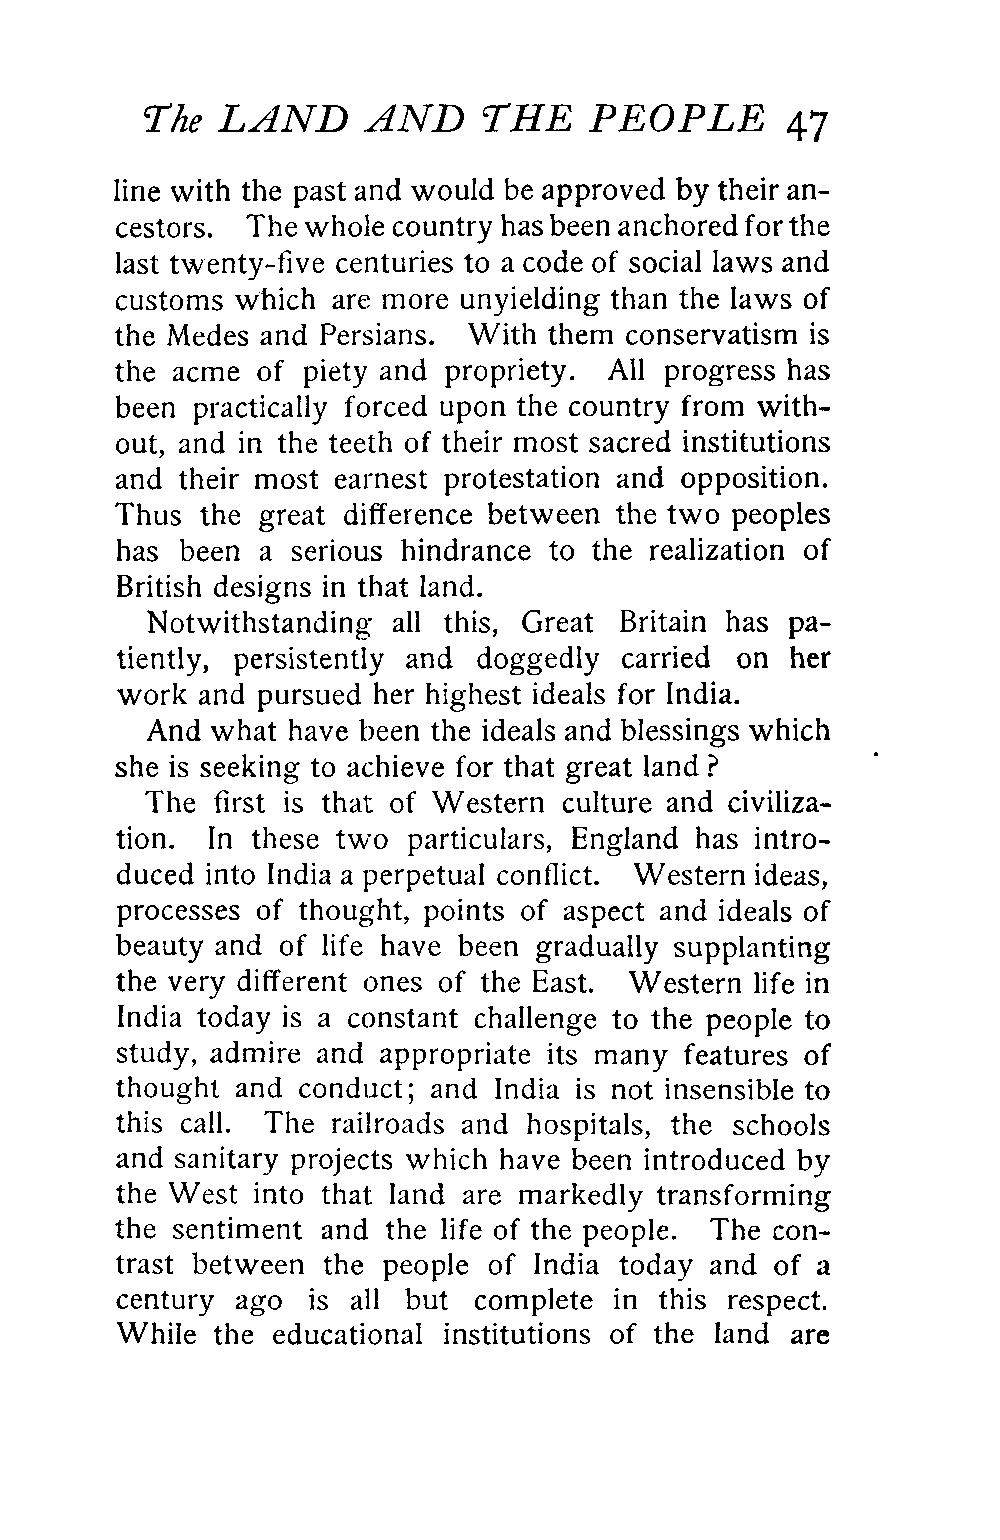 The LAND AND THE PEOPLE 47
line with the past and would be approved by their an-
cestors. The whole country has been anchored for the
last twenty-five centuries to a code of social laws and
customs which are more unyielding than the laws of
the Medes and Persians. With them conservatism is
the acme of piety and propriety. All progress has
been practically forced upon the country from with-
out, and in the teeth of their most sacred institutions
and their most earnest protestation and opposition.
Thus the great difference between the two peoples
has been a serious hindrance to the realization of
British designs in that land.
Notwithstanding all this, Great Britain has pa-
tiently, persistently and doggedly carried on her
work and pursued her highest ideals for India.
And what have been the ideals and blessings which
she is seeking to achieve for that great land ?
The first is that of Western culture and civiliza-
tion. In these two particulars, England has intro-
duced into India a perpetual conflict. Western ideas,
processes of thought, points of aspect and ideals of
beauty and of life have been gradually supplanting
the very different ones of the East. Western life in
India today is a constant challenge to the people to
study, admire and appropriate its many features of
thought and conduct; and India is not insensible to
this call. The railroads and hospitals, the schools
and sanitary projects which have been introduced by
the West into that land are markedly transforming
the sentiment and the life of the people. The con-
trast between the people of India today and of a
century ago is all but complete in this respect.
While the educational institutions of the land are